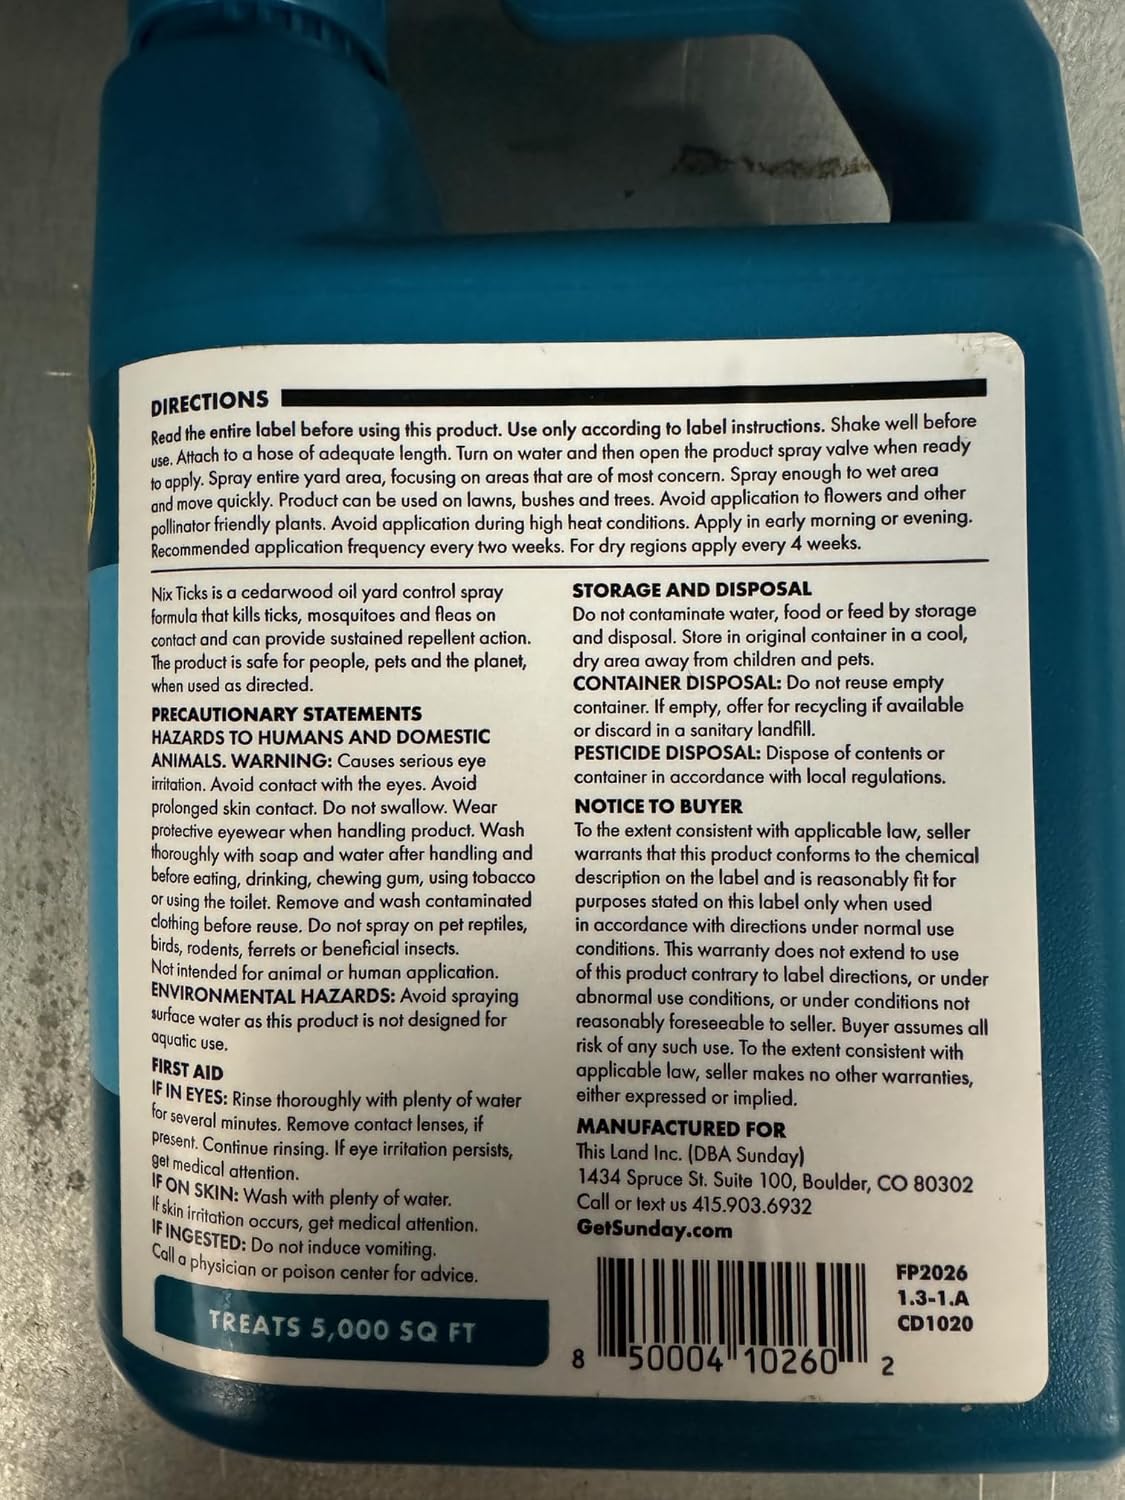 DIRECTIONS
Read the entire label before using this product. Use only according to label instructions. Shake well before
use. Attach to a hose of adequate length. Turn on water and then open the product spray valve when ready
to apply. Spray entire yard area, focusing on areas that are of most concern. Spray enough to wet area
and move quickly. Product can be used on lawns, bushes and trees. Avoid application to flowers and other
pollinator friendly plants. Avoid application during high heat conditions. Apply in early morning or evening.
Recommended application frequency every two weeks. For dry regions apply every 4 weeks.
Nix Ticks is a cedarwood oil yard control spray
formula that kills ticks, mosquitoes and fleas on
contact and can provide sustained repellent action.
The product is safe for people, pets and the planet,
when used as directed.
PRECAUTIONARY STATEMENTS
HAZARDS TO HUMANS AND DOMESTIC
ANIMALS. WARNING: Causes serious eye
irritation. Avoid contact with the eyes. Avoid
prolonged skin contact. Do not swallow. Wear
protective eyewear when handling product. Wash
thoroughly with soap and water after handling and
before eating, drinking, chewing gum, using tobacco
or using the toilet. Remove and wash contaminated
clothing before reuse. Do not spray on pet reptiles,
birds, rodents, ferrets or beneficial insects.
Not intended for animal or human application.
ENVIRONMENTAL HAZARDS: Avoid spraying
surface water as this product is not designed for
aquatic use.
FIRST AID
IF IN EYES: Rinse thoroughly with plenty of water
for several minutes. Remove contact lenses, if
present. Continue rinsing. If eye irritation persists,
get medical attention.
IF ON SKIN: Wash with plenty of water.
If skin irritation occurs, get medical attention.
IF INGESTED: Do not induce vomiting.
Call a physician or poison center for advice.
TREATS 5,000 SQ FT
STORAGE AND DISPOSAL
Do not contaminate water, food or feed by storage
and disposal. Store in original container in a cool,
dry area away from children and pets.
CONTAINER DISPOSAL: Do not reuse empty
container. If empty, offer for recycling if available
or discard in a sanitary landfill.
PESTICIDE DISPOSAL: Dispose of contents or
container in accordance with local regulations.
NOTICE TO BUYER
To the extent consistent with applicable law, seller
warrants that this product conforms to the chemical
description on the label and is reasonably fit for
purposes stated on this label only when used
in accordance with directions under normal use
conditions. This warranty does not extend to use
of this product contrary to label directions, or under
abnormal use conditions, or under conditions not
reasonably foreseeable to seller. Buyer assumes all
risk of any such use. To the extent consistent with
applicable law, seller makes no other warranties,
either expressed or implied.
MANUFACTURED FOR
This Land Inc. (DBA Sunday)
1434 Spruce St. Suite 100, Boulder, CO 80302
Call or text us 415.903.6932
GetSunday.com
FP2026
1.3-1.A
CD1020
8 50004 10260 2